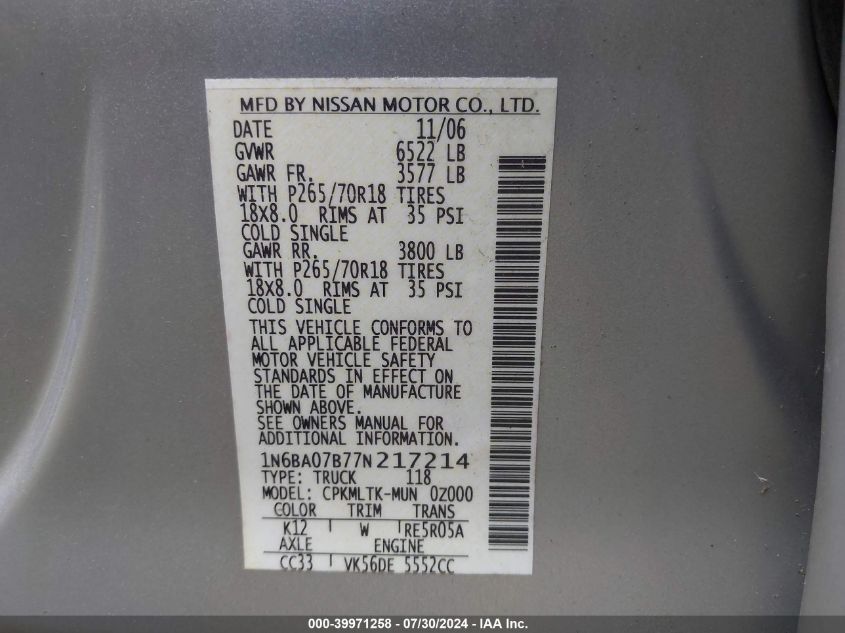 MFD BY NISSAN MOTOR CO., LTD.
DATE 11/06
GVWR 6522 LB
GAWR FR. 3577 LB
WITH P265/70R18 TIRES
18X8.0 RIMS AT 35 PSI
COLD SINGLE
GAWR RR. 3800 LB
WITH P265/70R18 TIRES
18X8.0 RIMS AT 35 PSI
COLD SINGLE
THIS VEHICLE CONFORMS TO
ALL APPLICABLE FEDERAL
MOTOR VEHICLE SAFETY
STANDARDS IN EFFECT ON
THE DATE OF MANUFACTURE
SHOWN ABOVE.
SEE OWNERS MANUAL FOR
ADDITIONAL INFORMATION.
1N6BA07B77N217214
TYPE: TRUCK 118
MODEL: CPKMLTK-MUN 0Z000
COLOR TRIM TRANS
K12 W RE5R05A
AXLE ENGINE
CC33 VK56DE 5552CC
000-39971258 - 07/30/2024 - IAA Inc.